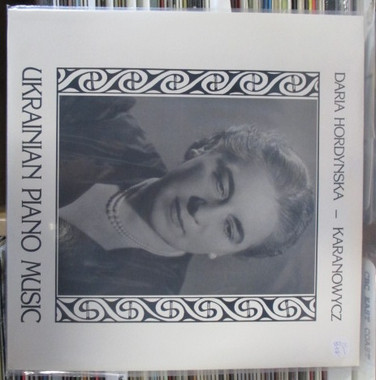 DARIA HORDYNSKA – KARANOWYCZ
UKRAINIAN PIANO MUSIC